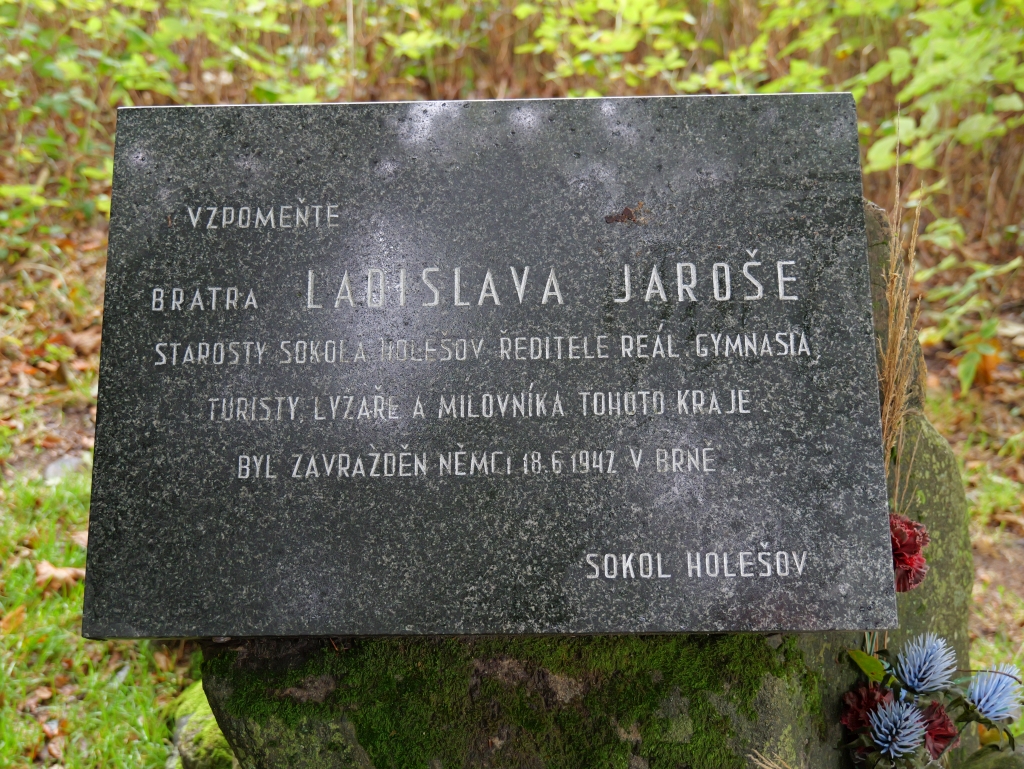 VZPOMEŇTE
BRATRA LADISLAVA JAROŠE
STAROSTY SOKOLA HOLEŠOV ŘEDITELE REÁL. GYMNASIA,
TURISTY, LYŽAŘE A MILOVNÍKA TOHOTO KRAJE.
BYL ZAVRAŽDĚN NĚMCI 18.6.1942 V BRNĚ
SOKOL HOLEŠOV